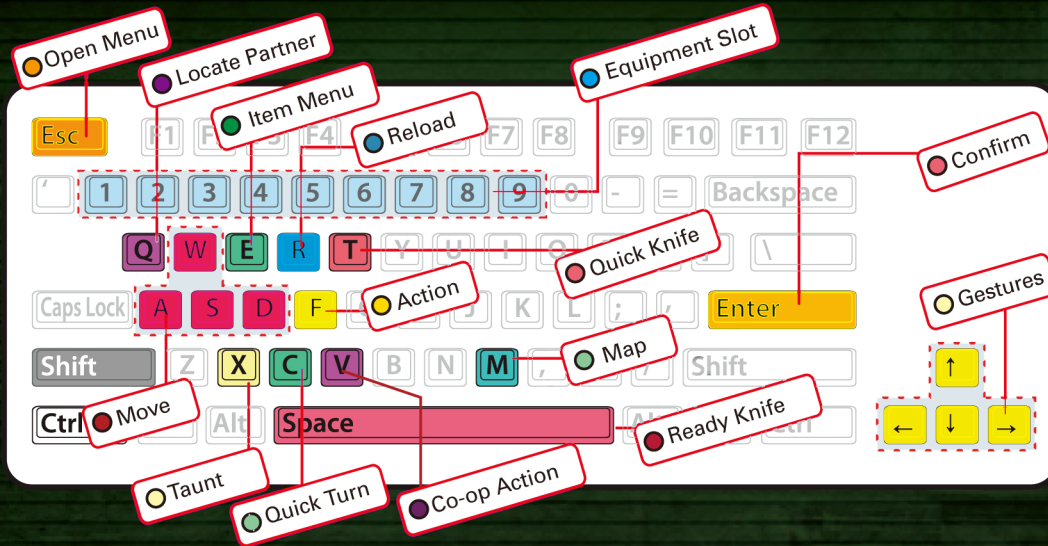 Open Menu
Locate Partner
Item Menu
Reload
Equipment Slot
Confirm
Esc F1 F4 F7 F8 F9 F10 F11 F12
1 2 3 4 5 6 7 8 9 0 - = Backspace
Q W E R T Y U I O \
Quick Knife
Caps Lock A S D F J K L ; Enter
Action
Gestures
Shift Z X C V B N M , / Shift
Map
↑
Ctrl Alt Space
← ↓ →
Move
Ready Knife
Taunt
Quick Turn
Co-op Action